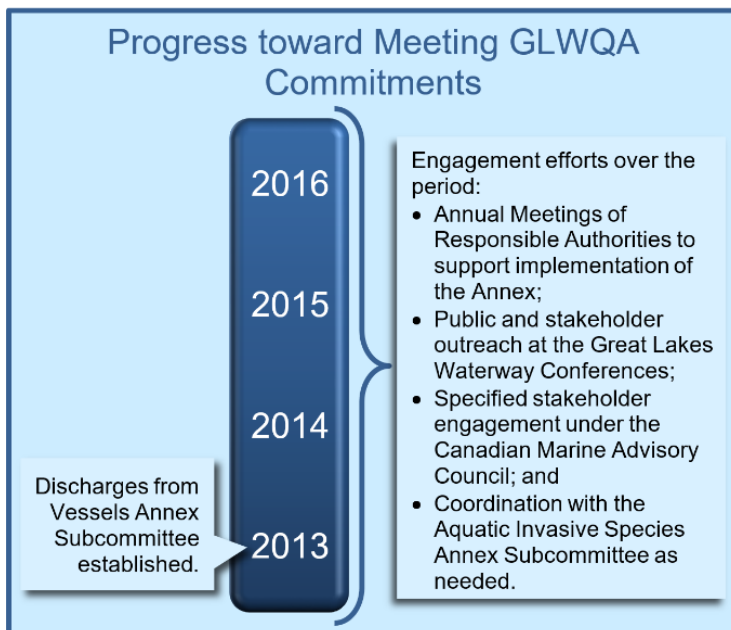 Progress toward Meeting GLWQA
Commitments
2016
2015
2014
2013
Discharges from
Vessels Annex
Subcommittee
established.
Engagement efforts over the
period:
• Annual Meetings of
Responsible Authorities to
support implementation of
the Annex;
• Public and stakeholder
outreach at the Great Lakes
Waterway Conferences;
• Specified stakeholder
engagement under the
Canadian Marine Advisory
Council; and
• Coordination with the
Aquatic Invasive Species
Annex Subcommittee as
needed.